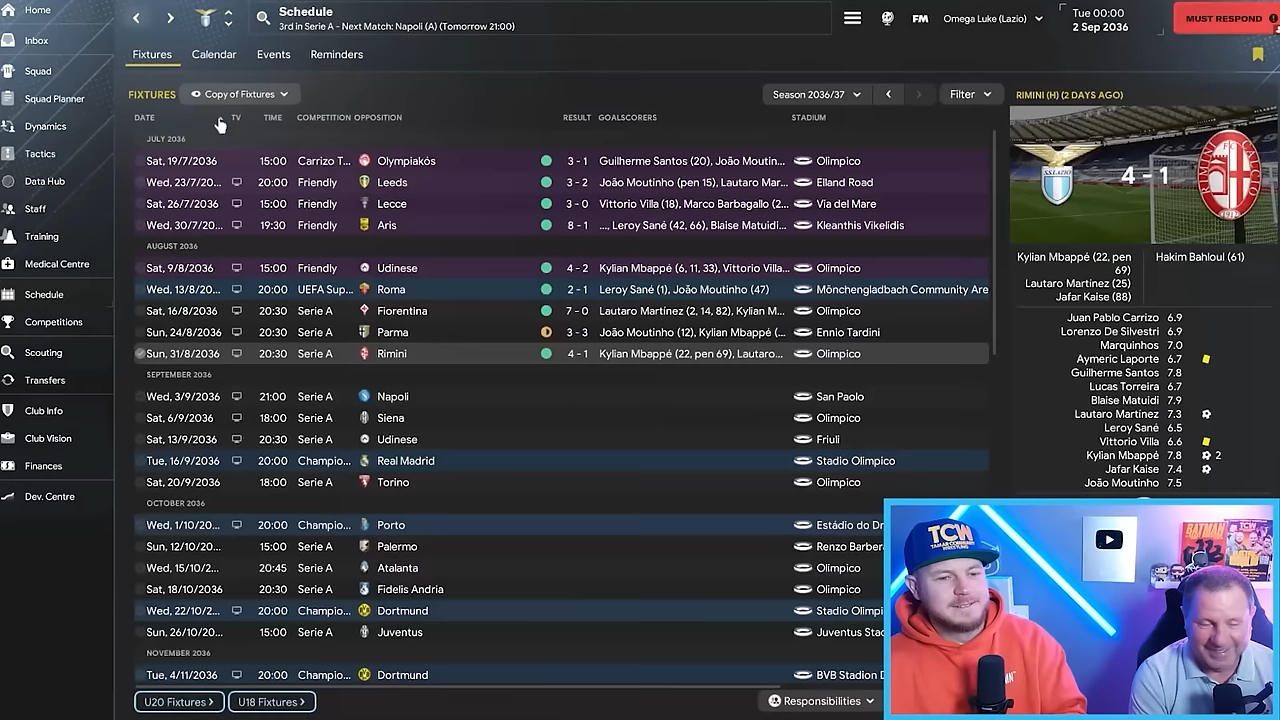 Home
Inbox
Squad
Squad Planner
Dynamics
Tactics
Data Hub
Staff
Training
Medical Centre
Schedule
Competitions
Scouting
Transfers
Club Info
Club Vision
Finances
Dev. Centre
Schedule
3rd in Serie A - Next Match: Napoli (A) (Tomorrow 21:00)
FM
Omega Luke (Lazio)
Tue 00:00
2 Sep 2036
MUST RESPOND
Fixtures Calendar Events Reminders
FIXTURES Copy of Fixtures Season 2036/37 Filter
DATE TV TIME COMPETITION OPPOSITION RESULT GOALSCORERS STADIUM
JULY 2036
Sat, 19/7/2036 15:00 Carrizo T... Olympiakós 3 - 1 Guilherme Santos (20), João Moutin... Olimpico
Wed, 23/7/20... 20:00 Friendly Leeds 3 - 2 João Moutinho (pen 15), Lautaro Mar... Elland Road
Sat, 26/7/2036 15:00 Friendly Lecce 3 - 0 Vittorio Villa (18), Marco Barbagallo (2... Via del Mare
Wed, 30/7/20... 19:30 Friendly Aris 8 - 1 ..., Leroy Sané (42, 66), Blaise Matuidi... Kleanthis Vikelidis
AUGUST 2036
Sat, 9/8/2036 15:00 Friendly Udinese 4 - 2 Kylian Mbappé (6, 11, 33), Vittorio Villa... Olimpico
Wed, 13/8/20... 20:00 UEFA Sup... Roma 2 - 1 Leroy Sané (1), João Moutinho (47) Mönchengladbach Community Are
Sat, 16/8/2036 20:30 Serie A Fiorentina 7 - 0 Lautaro Martínez (2, 14, 82), Kylian M... Olimpico
Sun, 24/8/2036 20:30 Serie A Parma 3 - 3 João Moutinho (12), Kylian Mbappé (... Ennio Tardini
Sun, 31/8/2036 20:30 Serie A Rimini 4 - 1 Kylian Mbappé (22, pen 69), Lautaro... Olimpico
SEPTEMBER 2036
Wed, 3/9/2036 21:00 Serie A Napoli San Paolo
Sat, 6/9/2036 18:00 Serie A Siena Olimpico
Sat, 13/9/2036 20:30 Serie A Udinese Friuli
Tue, 16/9/2036 20:00 Champio... Real Madrid Stadio Olimpico
Sat, 20/9/2036 18:00 Serie A Torino Olimpico
OCTOBER 2036
Wed, 1/10/20... 20:00 Champio... Porto Estádio do Dr
Sun, 12/10/20... 15:00 Serie A Palermo Renzo Barbera
Wed, 15/10/2... 20:45 Serie A Atalanta Olimpico
Sat, 18/10/2036 20:30 Serie A Fidelis Andria Olimpico
Wed, 22/10/2... 20:00 Champio... Dortmund Stadio Olimpi
Sun, 26/10/20... 15:00 Serie A Juventus Juventus Stad
NOVEMBER 2036
Tue, 4/11/2036 20:00 Champio... Dortmund BVB Stadion D
U20 Fixtures U18 Fixtures Responsibilities
RIMINI (H) (2 DAYS AGO)
S.S.LAZIO
4 - 1
1912
Kylian Mbappé (22, pen
69)
Lautaro Martínez (25)
Jafar Kaise (88)
Hakim Bahloul (61)
Juan Pablo Carrizo 6.9
Lorenzo De Silvestri 6.9
Marquinhos 7.0
Aymeric Laporte 6.7
Guilherme Santos 7.8
Lucas Torreira 6.7
Blaise Matuidi 7.9
Lautaro Martínez 7.3
Leroy Sané 6.5
Vittorio Villa 6.6
Kylian Mbappé 7.8 2
Jafar Kaise 7.4
João Moutinho 7.5
TCW
BATMAN
TCW